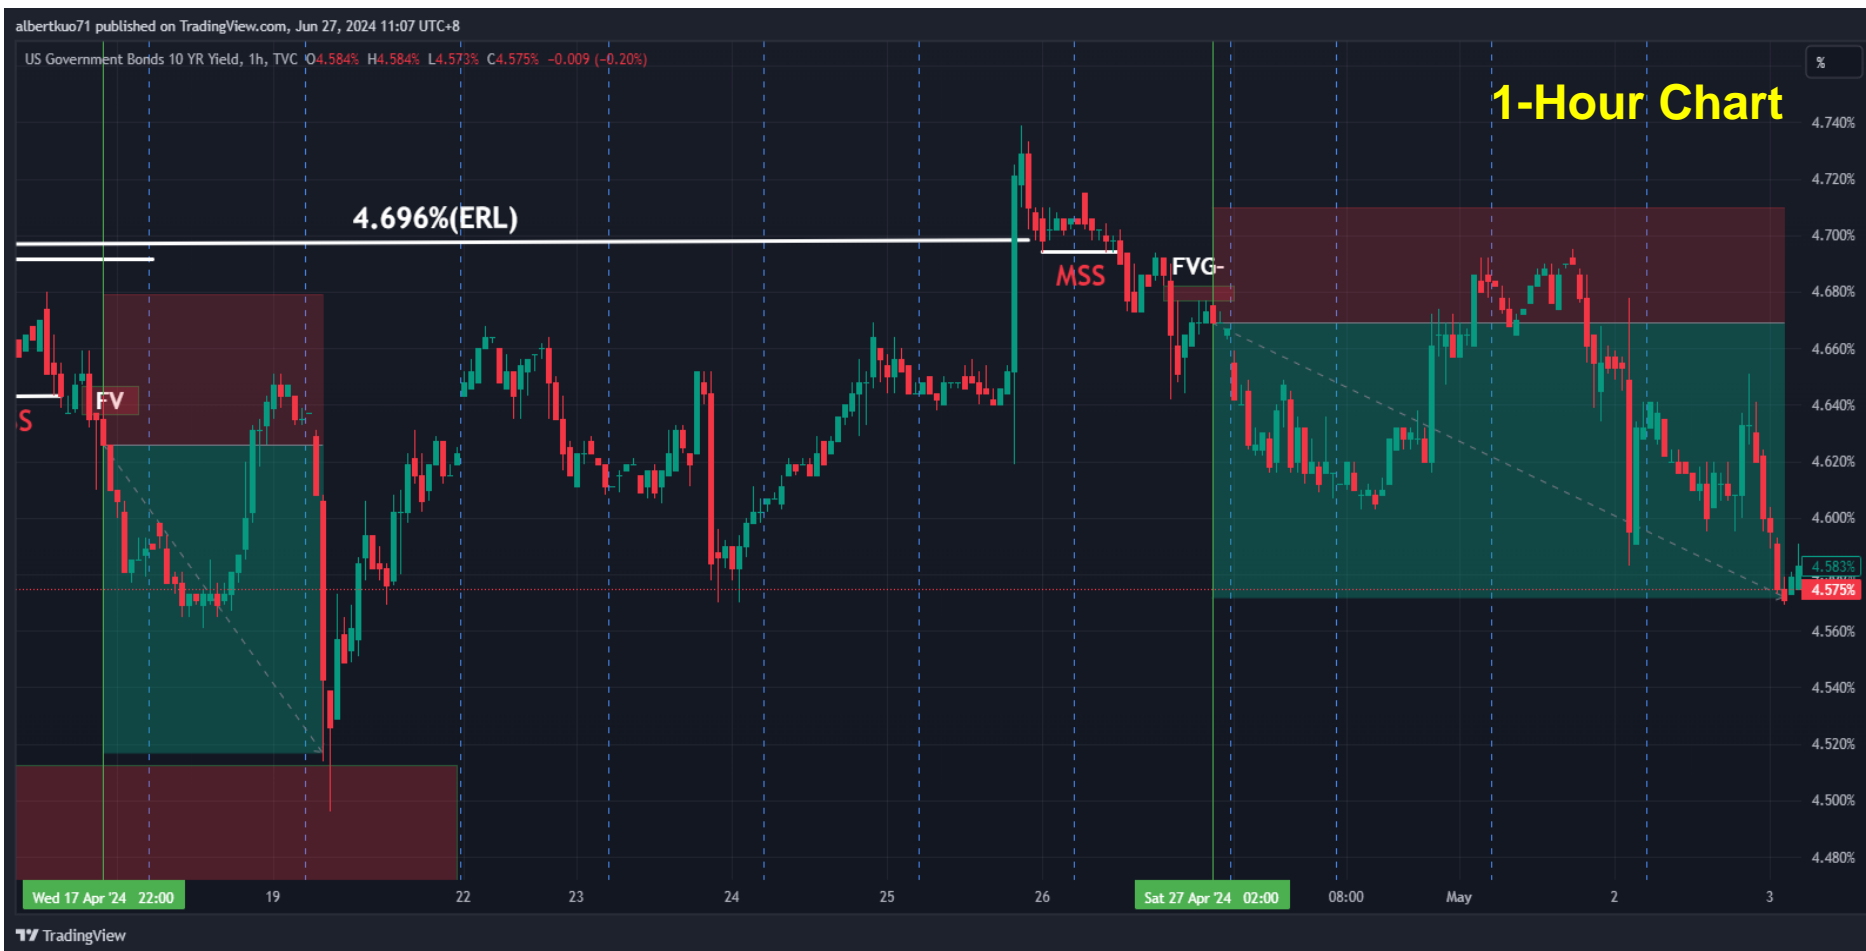 albertkuo71 published on TradingView.com, Jun 27, 2024 11:07 UTC+8
US Government Bonds 10 YR Yield, 1h, TVC O4.584% H4.584% L4.573% C4.575% −0.009 (−0.20%)
%
1-Hour Chart
4.740%
4.720%
4.696%(ERL)
4.700%
MSS
FVG-
4.680%
4.660%
FV
4.640%
S
4.620%
4.600%
4.583%
4.575%
4.560%
4.540%
4.520%
4.500%
4.480%
Wed 17 Apr '24 22:00 19 22 23 24 25 26 Sat 27 Apr '24 02:00 08:00 May 2 3
TradingView